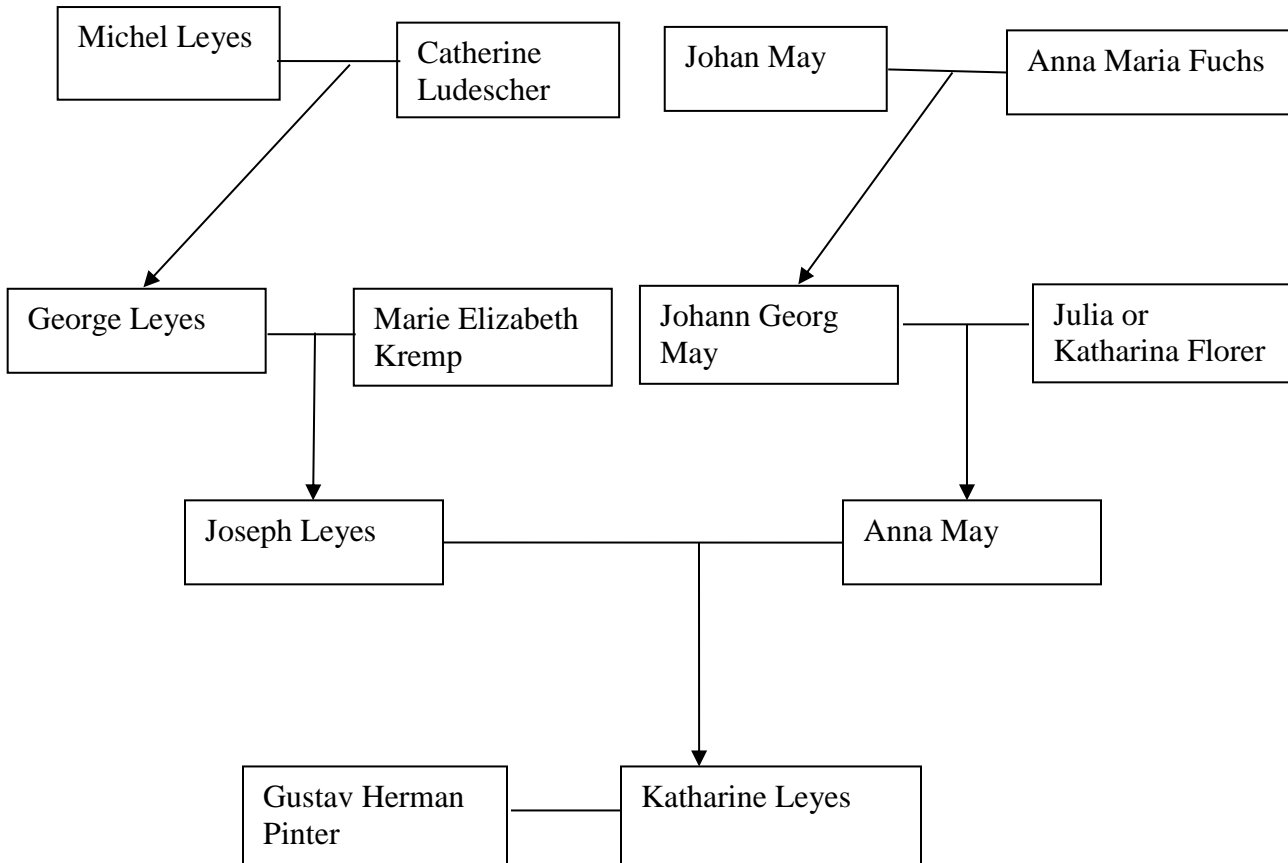 Michel Leyes
Catherine
Ludescher
Johan May
Anna Maria Fuchs
George Leyes
Marie Elizabeth
Kremp
Johann Georg
May
Julia or
Katharina Florer
Joseph Leyes
Anna May
Gustav Herman
Pinter
Katharine Leyes